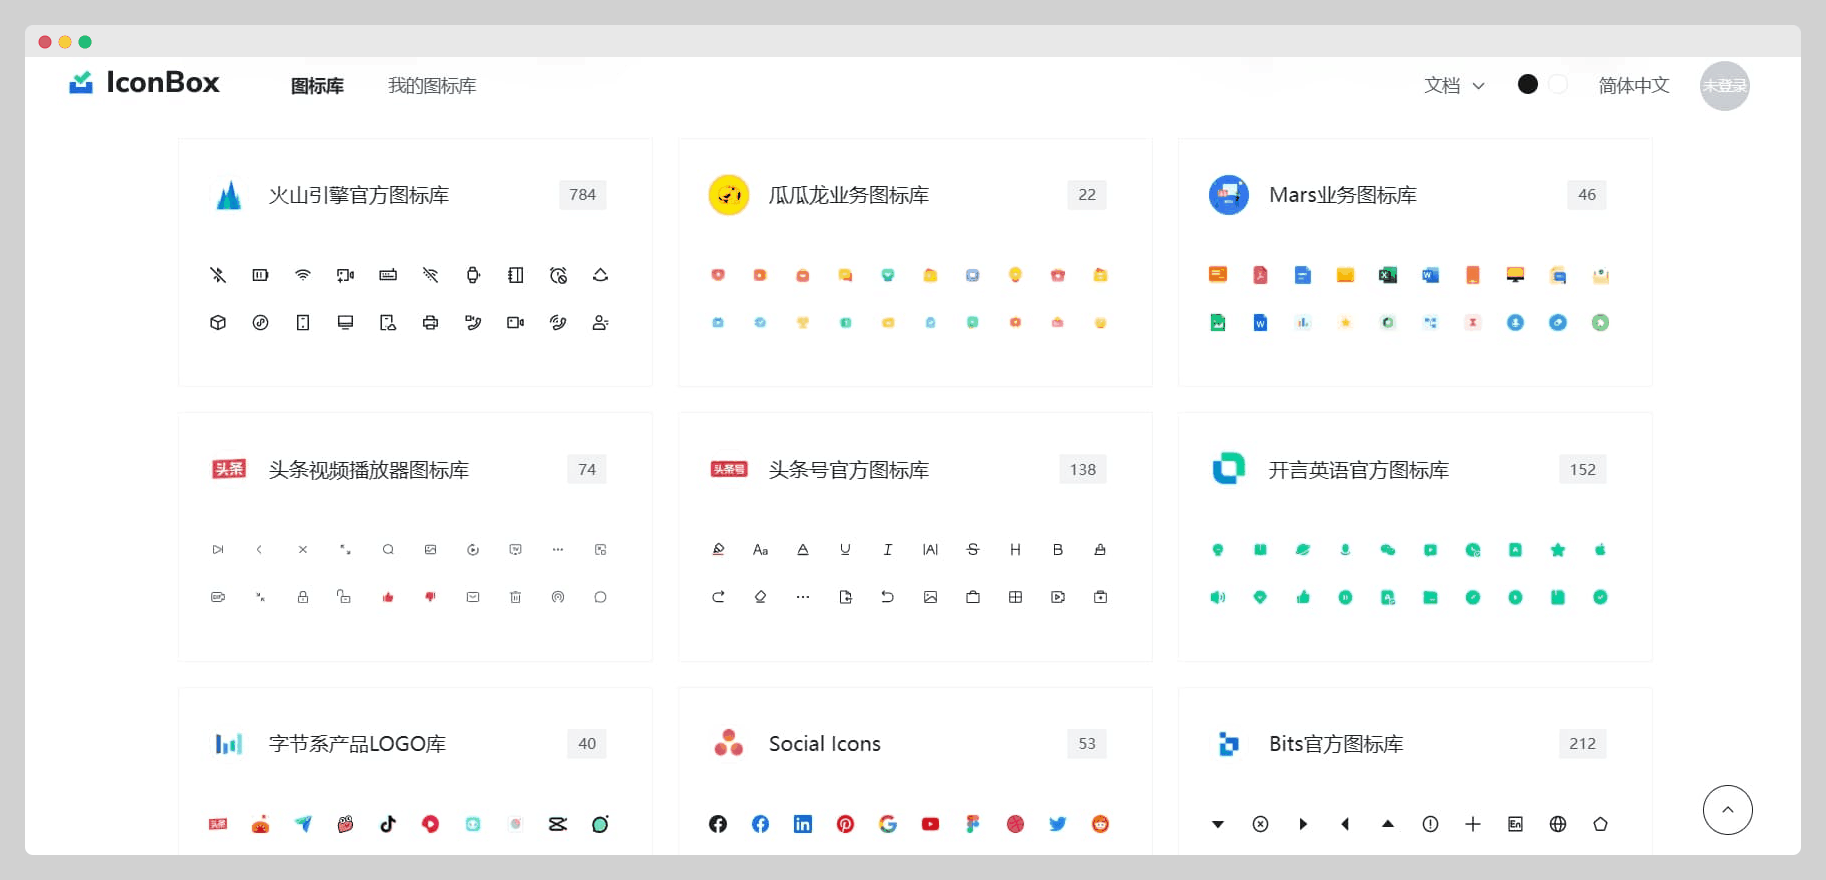 IconBox
图标库
我的图标库
文档
简体中文
未登录
火山引擎官方图标库
784
瓜瓜龙业务图标库
22
Mars业务图标库
46
头条
头条视频播放器图标库
74
头条号
头条号官方图标库
138
开言英语官方图标库
152
Aa
A
U
I
|A|
S
H
B
字节系产品LOGO库
40
Social Icons
53
Bits官方图标库
212
头条
in
En